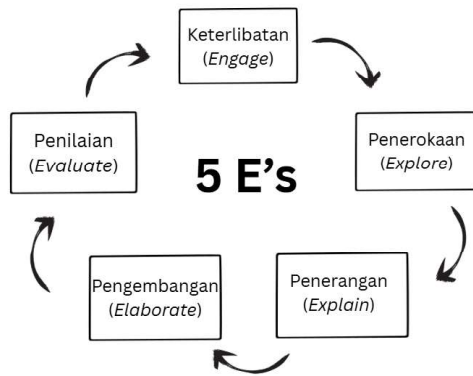 Keterlibatan
(Engage)
Penerokaan
(Explore)
Penerangan
(Explain)
Pengembangan
(Elaborate)
Penilaian
(Evaluate)
5 E's